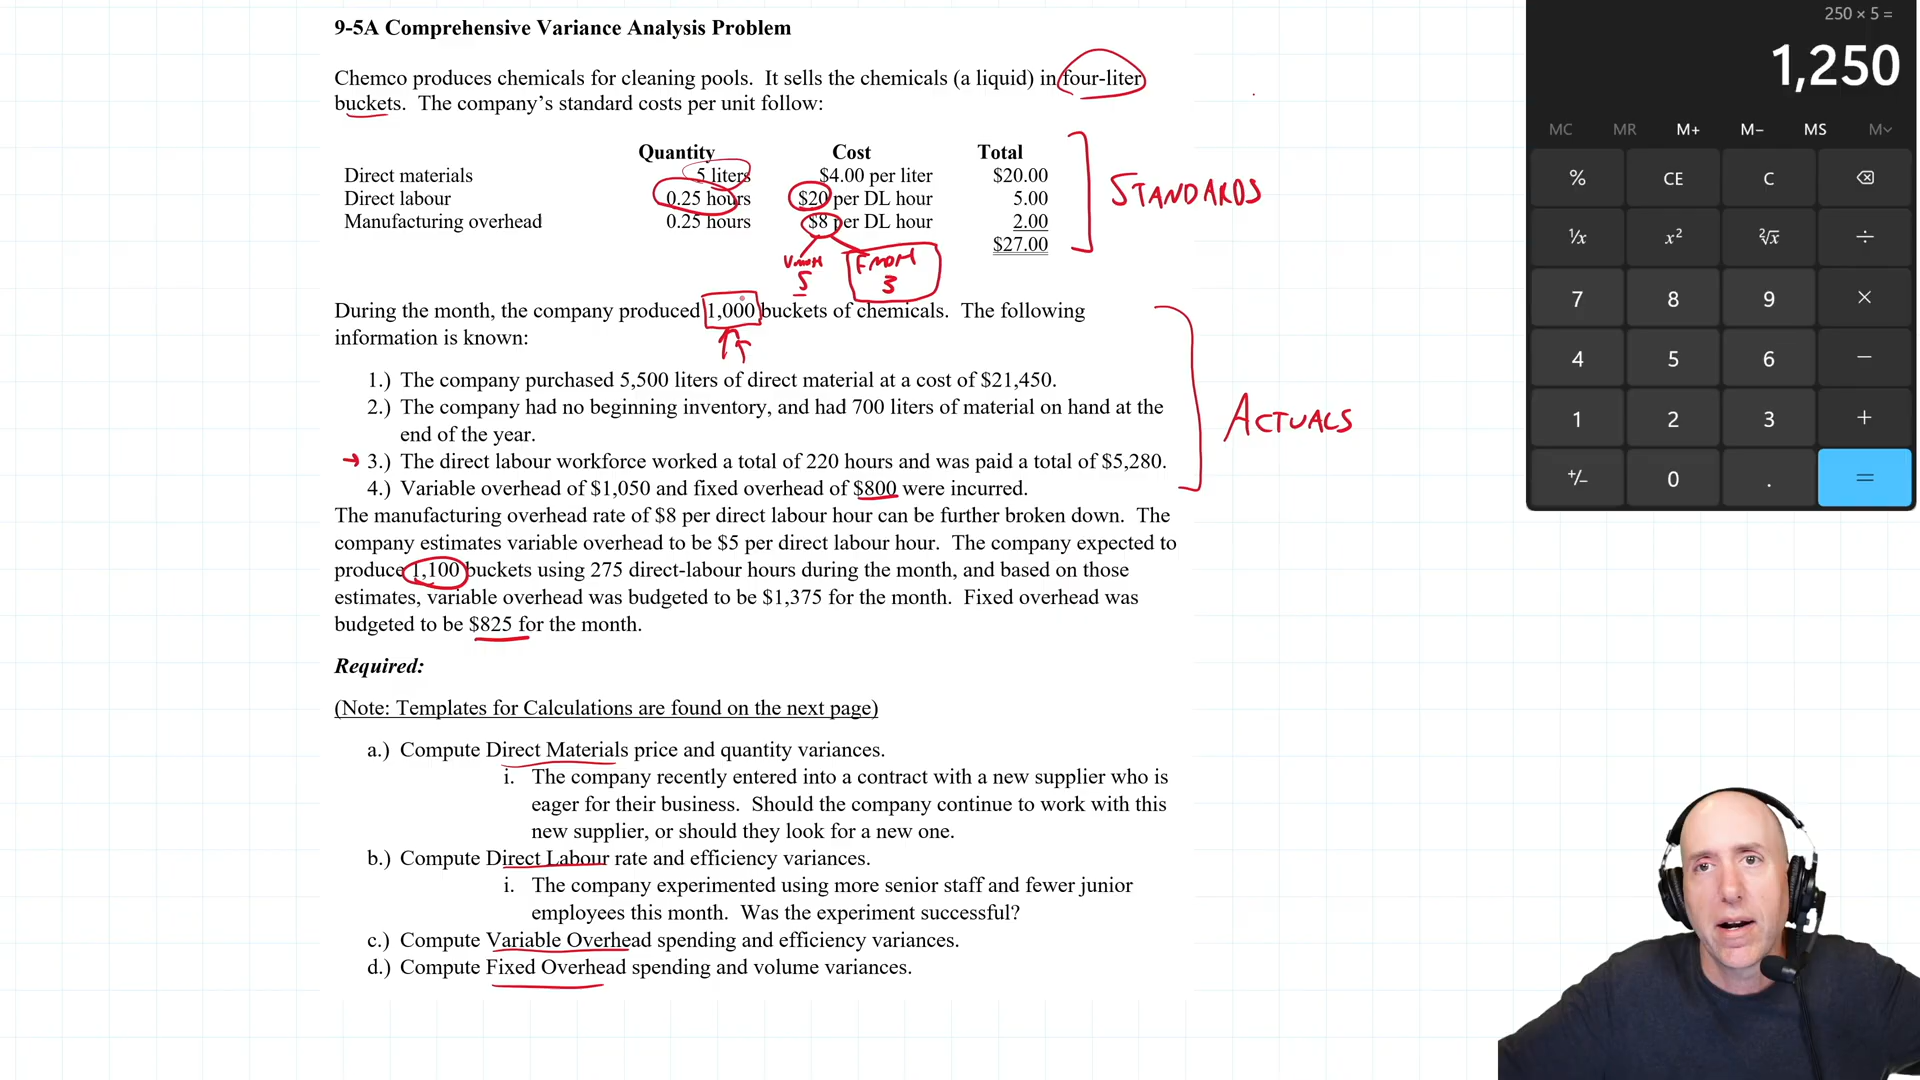 9-5A Comprehensive Variance Analysis Problem
Chemco produces chemicals for cleaning pools. It sells the chemicals (a liquid) in four-liter
buckets. The company's standard costs per unit follow:
Quantity Cost Total
Direct materials 5 liters $4.00 per liter $20.00
Direct labour 0.25 hours $20 per DL hour 5.00
Manufacturing overhead 0.25 hours $8 per DL hour 2.00
$27.00
STANDARDS
VMOH FMOH
5 3
During the month, the company produced 1,000 buckets of chemicals. The following
information is known:
1.) The company purchased 5,500 liters of direct material at a cost of $21,450.
2.) The company had no beginning inventory, and had 700 liters of material on hand at the
end of the year.
3.) The direct labour workforce worked a total of 220 hours and was paid a total of $5,280.
4.) Variable overhead of $1,050 and fixed overhead of $800 were incurred.
ACTUALS
The manufacturing overhead rate of $8 per direct labour hour can be further broken down. The
company estimates variable overhead to be $5 per direct labour hour. The company expected to
produce 1,100 buckets using 275 direct-labour hours during the month, and based on those
estimates, variable overhead was budgeted to be $1,375 for the month. Fixed overhead was
budgeted to be $825 for the month.
Required:
(Note: Templates for Calculations are found on the next page)
a.) Compute Direct Materials price and quantity variances.
i. The company recently entered into a contract with a new supplier who is
eager for their business. Should the company continue to work with this
new supplier, or should they look for a new one.
b.) Compute Direct Labour rate and efficiency variances.
i. The company experimented using more senior staff and fewer junior
employees this month. Was the experiment successful?
c.) Compute Variable Overhead spending and efficiency variances.
d.) Compute Fixed Overhead spending and volume variances.
250 × 5 =
1,250
MC MR M+ M− MS M˅
% CE C ⌫
¹/x x² ²√x ÷
7 8 9 ×
4 5 6 −
1 2 3 +
+/− 0 . =